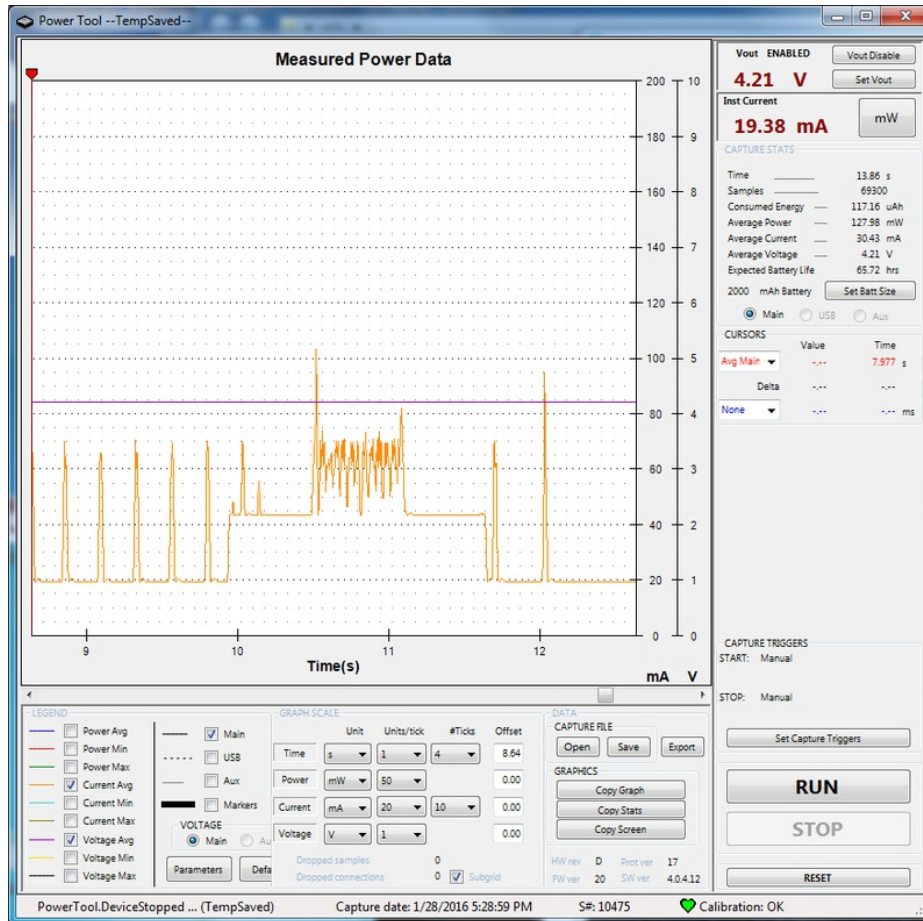 Power Tool --TempSaved--
Measured Power Data
200 10
180 9
160 8
140 7
120 6
100 5
80 4
60 3
40 2
20 1
0 0
9 10 11 12
Time(s)
mA V
Vout ENABLED
4.21 V
Vout Disable
Set Vout
Inst Current
19.38 mA
mW
CAPTURE STATS
Time 13.86 s
Samples 69300
Consumed Energy 117.16 uAh
Average Power 127.98 mW
Average Current 30.43 mA
Average Voltage 4.21 V
Expected Battery Life 65.72 hrs
2000 mAh Battery Set Batt Size
Main USB Aux
CURSORS
Value Time
Avg Main -.-- 7.977 s
Delta -.-- -.--
None -.-- -.-- ms
CAPTURE TRIGGERS
START: Manual
STOP: Manual
Set Capture Triggers
RUN
STOP
RESET
LEGEND
Power Avg
Power Min
Power Max
Current Avg
Current Min
Current Max
Voltage Avg
Voltage Min
Voltage Max
Main
USB
Aux
Markers
VOLTAGE
Main Au
Parameters Defa
GRAPH SCALE
Unit Units/tick #Ticks Offset
Time s 1 4 8.64
Power mW 50 0.00
Current mA 20 10 0.00
Voltage V 1 0.00
Dropped samples 0
Dropped connections 0 Subgrid
DATA
CAPTURE FILE
Open Save Export
GRAPHICS
Copy Graph
Copy Stats
Copy Screen
HW rev D Prot ver 17
FW ver 20 SW ver 4.0.4.12
PowerTool.DeviceStopped ... (TempSaved) Capture date: 1/28/2016 5:28:59 PM S#: 10475 Calibration: OK